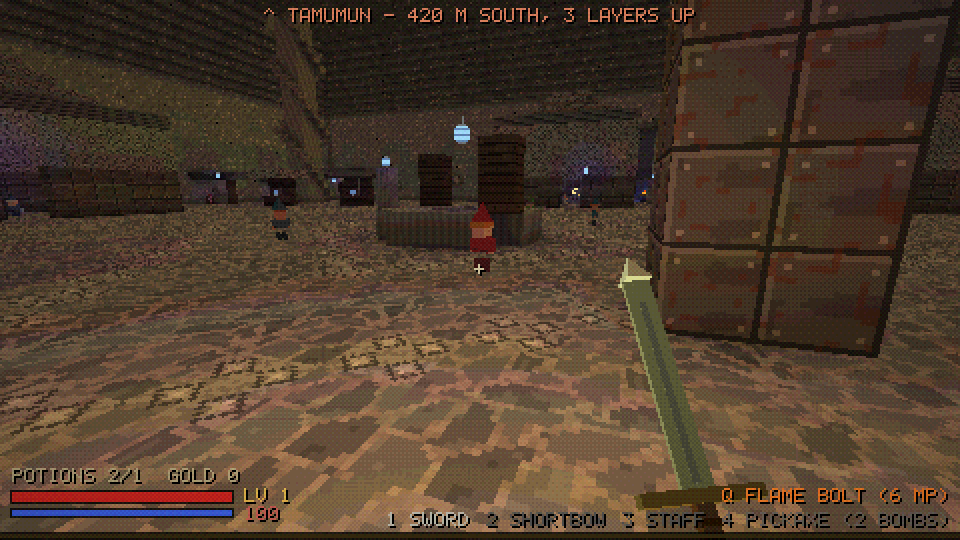 ^ TAMUMUN - 420 M SOUTH, 3 LAYERS UP
POTIONS 2/1 GOLD 0
LV 1
100
Q FLAME BOLT (6 MP)
1 SWORD 2 SHORTBOW 3 STAFF 4 PICKAXE (2 BOMBS)